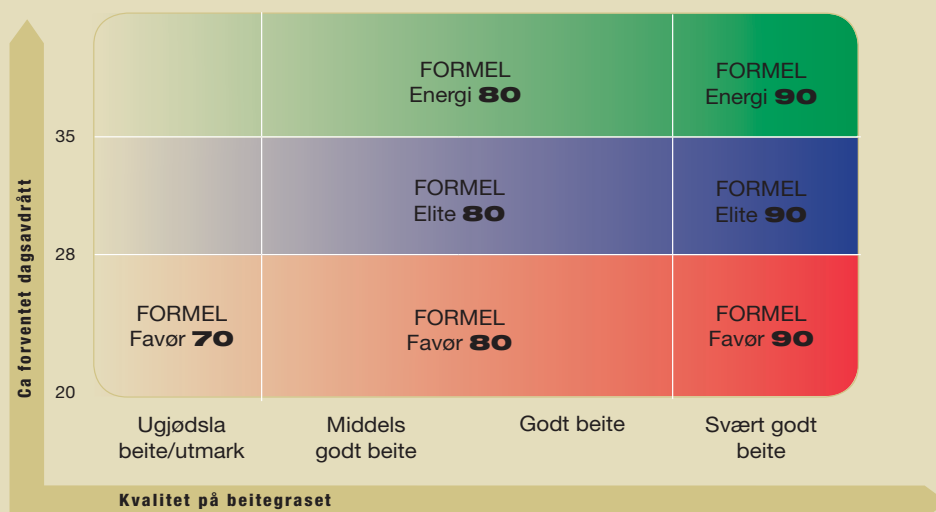 Ca forventet dagsavdrått
FORMEL
Energi 80
FORMEL
Energi 90
35
FORMEL
Elite 80
FORMEL
Elite 90
28
FORMEL
Favør 70
FORMEL
Favør 80
FORMEL
Favør 90
20
Ugjødsla
beite/utmark
Middels
godt beite
Godt beite
Svært godt
beite
Kvalitet på beitegraset